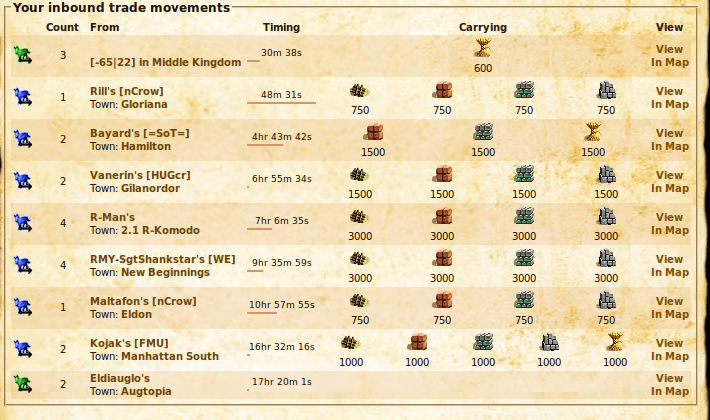 Your inbound trade movements
Count From Timing Carrying View
3 [-65|22] in Middle Kingdom 30m 38s 600 View In Map
1 Rill's [nCrow] 48m 31s View
Town: Gloriana 750 750 750 750 In Map
2 Bayard's [=SoT=] 4hr 43m 42s View
Town: Hamilton 1500 1500 1500 In Map
2 Vanerin's [HUGcr] 6hr 55m 34s View
Town: Gilanordor 1500 1500 1500 1500 In Map
4 R-Man's 7hr 6m 35s View
Town: 2.1 R-Komodo 3000 3000 3000 3000 In Map
4 RMY-SgtShankstar's [WE] 9hr 35m 59s View
Town: New Beginnings 3000 3000 3000 3000 In Map
1 Maltafon's [nCrow] 10hr 57m 55s View
Town: Eldon 750 750 750 750 In Map
2 Kojak's [FMU] 16hr 32m 16s View
Town: Manhattan South 1000 1000 1000 1000 1000 In Map
2 Eldiauglo's 17hr 20m 1s View
Town: Augtopia In Map